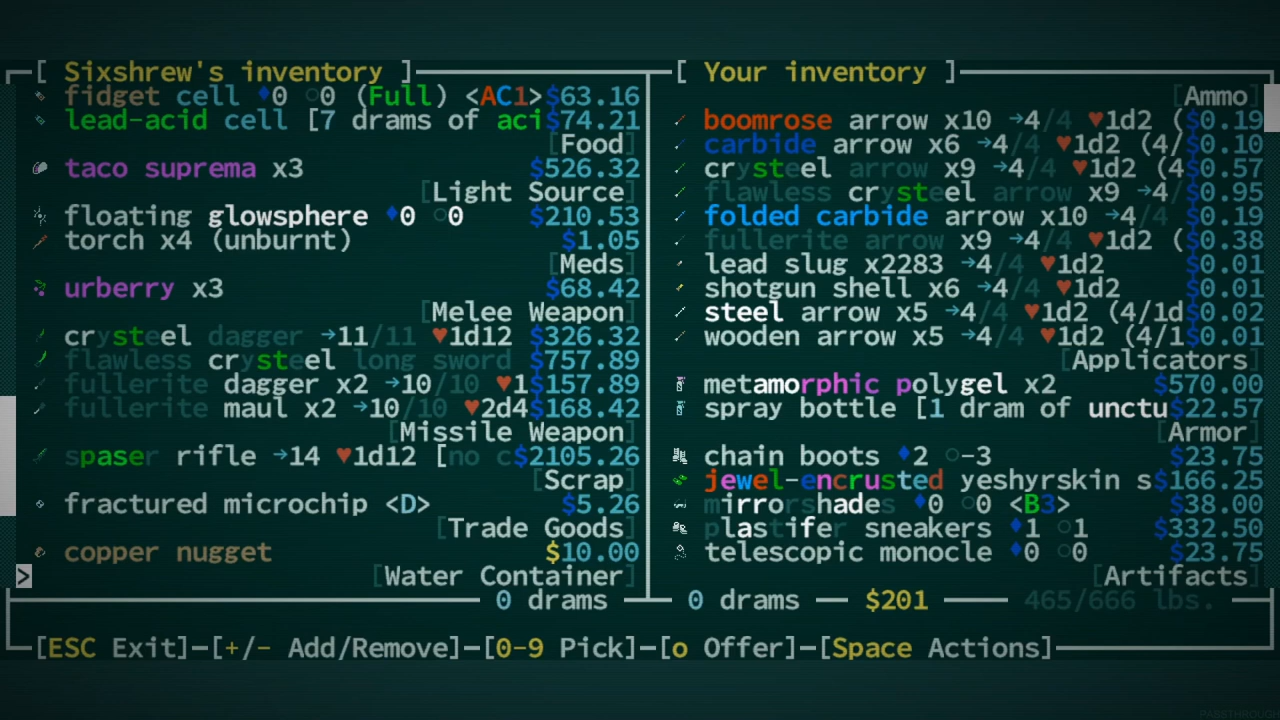 [ Sixshrew's inventory ]
fidget cell ♦0 ○0 (Full) <AC1> $63.16
lead-acid cell [7 drams of aci $74.21
[Food]
taco suprema x3 $526.32
[Light Source]
floating glowsphere ♦0 ○0 $210.53
torch x4 (unburnt) $1.05
[Meds]
urberry x3 $68.42
[Melee Weapon]
crysteel dagger →11/11 ♥1d12 $326.32
flawless crysteel long sword $757.89
fullerite dagger x2 →10/10 ♥1 $157.89
fullerite maul x2 →10/10 ♥2d4 $168.42
[Missile Weapon]
spaser rifle →14 ♥1d12 [no c $2105.26
[Scrap]
fractured microchip <D> $5.26
[Trade Goods]
copper nugget $10.00
> [Water Container]
0 drams
[ Your inventory ]
[Ammo]
boomrose arrow x10 →4/4 ♥1d2 ( $0.19
carbide arrow x6 →4/4 ♥1d2 (4/ $0.10
crysteel arrow x9 →4/4 ♥1d2 (4 $0.57
flawless crysteel arrow x9 →4/ $0.95
folded carbide arrow x10 →4/4 $0.19
fullerite arrow x9 →4/4 ♥1d2 ( $0.38
lead slug x2283 →4/4 ♥1d2 $0.01
shotgun shell x6 →4/4 ♥1d2 $0.01
steel arrow x5 →4/4 ♥1d2 (4/1d $0.02
wooden arrow x5 →4/4 ♥1d2 (4/1 $0.01
[Applicators]
metamorphic polygel x2 $570.00
spray bottle [1 dram of unctu $22.57
[Armor]
chain boots ♦2 ○-3 $23.75
jewel-encrusted yeshyrskin s $166.25
mirrorshades ♦0 ○0 <B3> $38.00
plastifer sneakers ♦1 ○1 $332.50
telescopic monocle ♦0 ○0 $23.75
[Artifacts]
0 drams — $201 — 465/666 lbs.
[ESC Exit]—[+/- Add/Remove]—[0-9 Pick]—[o Offer]—[Space Actions]